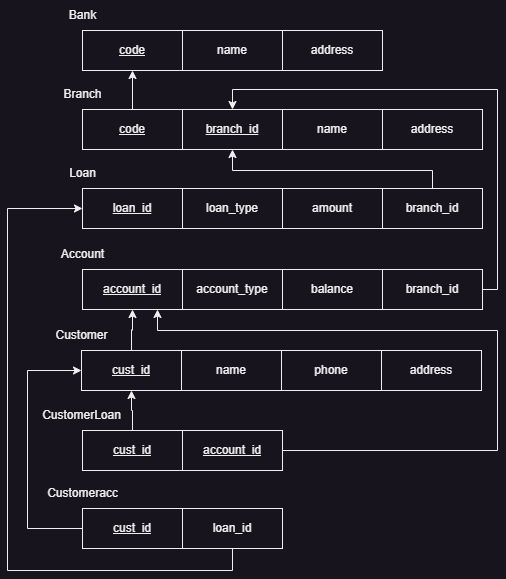 Bank
code name address
Branch
code branch_id name address
Loan
loan_id loan_type amount branch_id
Account
account_id account_type balance branch_id
Customer
cust_id name phone address
CustomerLoan
cust_id account_id
Customeracc
cust_id loan_id